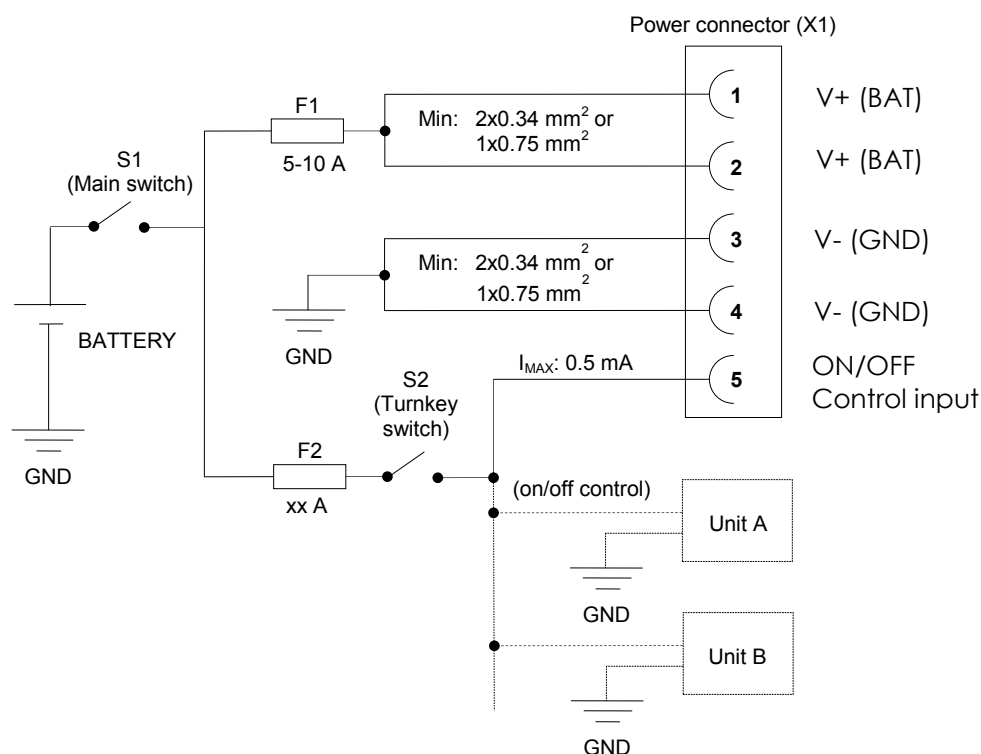 Power connector (X1)
F1
5-10 A
Min: 2x0.34 mm² or
1x0.75 mm²
1
V+ (BAT)
2
V+ (BAT)
S1
(Main switch)
3
V- (GND)
Min: 2x0.34 mm² or
1x0.75 mm²
4
V- (GND)
BATTERY
GND
IMAX: 0.5 mA
5
ON/OFF
Control input
S2
(Turnkey
switch)
GND
F2
xx A
(on/off control)
Unit A
GND
Unit B
GND